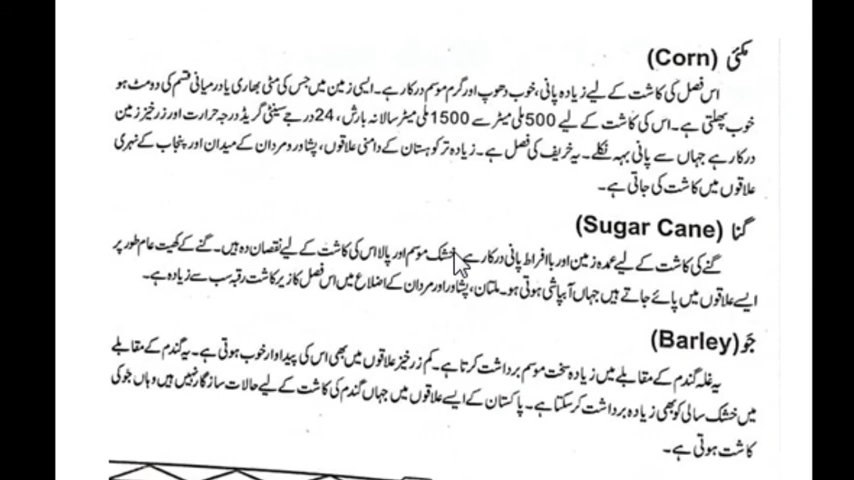 مکئی (Corn)
اس فصل کی کاشت کے لیے زیادہ پانی، خوب دھوپ اور گرم موسم درکار ہے۔ ایسی زمین میں جس کی مٹی بھاری یا درمیانی قسم کی دومٹ ہو
خوب پھلتی ہے۔ اس کی کاشت کے لیے 500 ملی میٹر سے 1500 ملی میٹر سالانہ بارش، 24 درجے سینٹی گریڈ درجہ حرارت اور زرخیز زمین
درکار ہے جہاں سے پانی بہہ نکلے۔ یہ خریف کی فصل ہے۔ زیادہ تر کوہستان کے دامنی علاقوں، پشاور و مردان کے میدان اور پنجاب کے نہری
علاقوں میں کاشت کی جاتی ہے۔
گنا (Sugar Cane)
گنے کی کاشت کے لیے عمدہ زمین اور باافراط پانی درکار ہے۔ خشک موسم اور پالا اس کی کاشت کے لیے نقصان دہ ہیں۔ گنے کے کھیت عام طور پر
ایسے علاقوں میں پائے جاتے ہیں جہاں آبپاشی ہوتی ہو۔ ملتان، پشاور اور مردان کے اضلاع میں اس فصل کا زیر کاشت رقبہ سب سے زیادہ ہے۔
جَو (Barley)
یہ غلہ گندم کے مقابلے میں زیادہ سخت موسم برداشت کرتا ہے۔ کم زرخیز علاقوں میں بھی اس کی پیداوار خوب ہوتی ہے۔ یہ گندم کے مقابلے
میں خشک سالی کو بھی زیادہ برداشت کر سکتا ہے۔ پاکستان کے ایسے علاقوں میں جہاں گندم کی کاشت کے لیے حالات سازگار نہیں ہیں وہاں جَو کی
کاشت ہوتی ہے۔